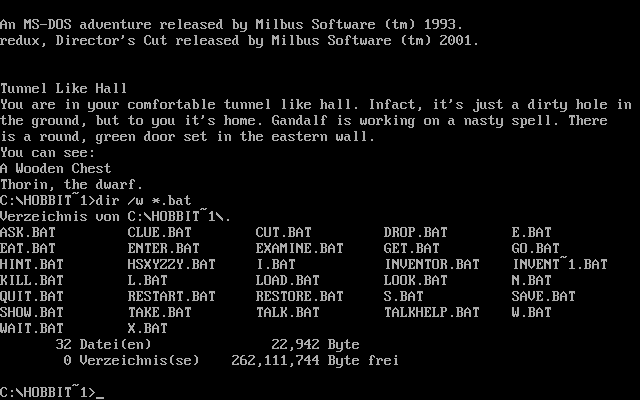 An MS-DOS adventure released by Milbus Software (tm) 1993.
redux, Director's Cut released by Milbus Software (tm) 2001.
Tunnel Like Hall
You are in your comfortable tunnel like hall. Infact, it's just a dirty hole in
the ground, but to you it's home. Gandalf is working on a nasty spell. There
is a round, green door set in the eastern wall.
You can see:
A Wooden Chest
Thorin, the dwarf.
C:\HOBBIT~1>dir /w *.bat
Verzeichnis von C:\HOBBIT~1\.
ASK.BAT CLUE.BAT CUT.BAT DROP.BAT E.BAT
EAT.BAT ENTER.BAT EXAMINE.BAT GET.BAT GO.BAT
HINT.BAT HSXYZZY.BAT I.BAT INVENTOR.BAT INVENT~1.BAT
KILL.BAT L.BAT LOAD.BAT LOOK.BAT N.BAT
QUIT.BAT RESTART.BAT RESTORE.BAT S.BAT SAVE.BAT
SHOW.BAT TAKE.BAT TALK.BAT TALKHELP.BAT W.BAT
WAIT.BAT X.BAT
32 Datei(en) 22,942 Byte
0 Verzeichnis(se) 262,111,744 Byte frei
C:\HOBBIT~1>_